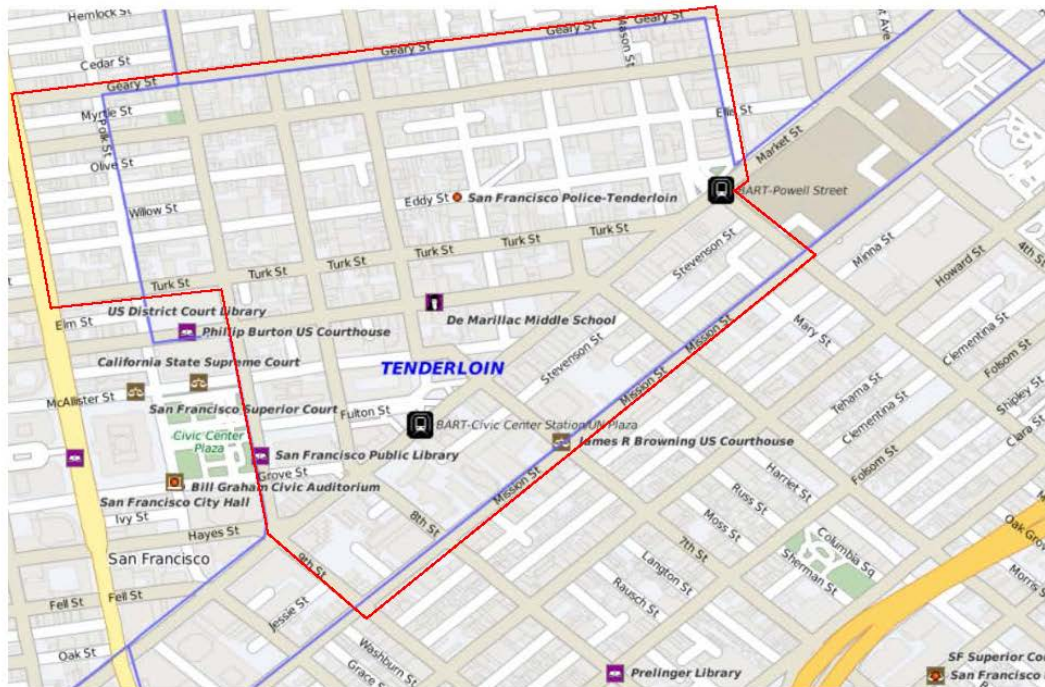 Hemlock St
Cedar St
Geary St
Geary St
Geary St
Geary St
Mason St
t Ave
Myrtle St
Polk St
Ellis St
Market St
Olive St
Willow St
Eddy St
San Francisco Police-Tenderloin
BART-Powell Street
Turk St
Turk St
Turk St
Turk St
Stevenson St
Minna St
Howard St
4th St
Elm St
US District Court Library
Phillip Burton US Courthouse
De Marillac Middle School
Mission St
Mary St
Clementina St
Folsom St
California State Supreme Court
TENDERLOIN
Stevenson St
McAllister St
San Francisco Superior Court
Fulton St
Mission St
Tehama St
Clementina St
Shipley St
Clara St
Civic Center
Plaza
BART-Civic Center Station/UN Plaza
James R Browning US Courthouse
San Francisco Public Library
Grove St
Folsom St
Bill Graham Civic Auditorium
San Francisco City Hall
Mission St
Harriet St
Russ St
Ivy St
Hayes St
8th St
Moss St
Columbia Sq
Oak Grov
San Francisco
9th St
7th St
Langton St
Sherman St
Rausch St
Morris St
Fell St
Fell St
Jessie St
Washburn St
Grace St
Oak St
Prelinger Library
SF Superior Cou
San Francisco